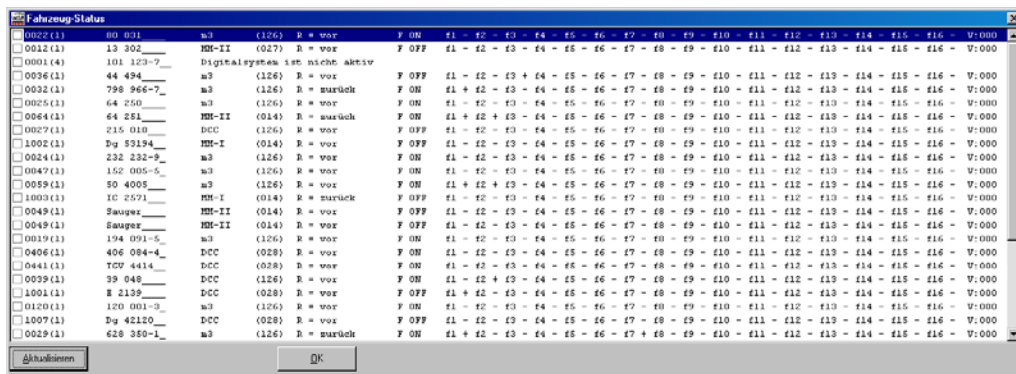 Fahrzeug-Status
0022(1) 80 031____ m3 (126) R = vor F ON f1 - f2 - f3 - f4 - f5 - f6 - f7 - f8 - f9 - f10 - f11 - f12 - f13 - f14 - f15 - f16 - V:000
0012(1) 13 302____ MM-II (027) R = vor F OFF f1 - f2 - f3 - f4 - f5 - f6 - f7 - f8 - f9 - f10 - f11 - f12 - f13 - f14 - f15 - f16 - V:000
0001(4) 101 123-7_ Digitalsystem ist nicht aktiv
0036(1) 44 494____ m3 (126) R = vor F OFF f1 - f2 - f3 + f4 - f5 - f6 - f7 - f8 - f9 - f10 - f11 - f12 - f13 - f14 - f15 - f16 - V:000
0032(1) 798 966-7_ m3 (126) R = zurück F ON f1 + f2 - f3 - f4 - f5 - f6 - f7 - f8 - f9 - f10 - f11 - f12 - f13 - f14 - f15 - f16 - V:000
0025(1) 64 250____ m3 (126) R = vor F ON f1 - f2 - f3 - f4 - f5 - f6 - f7 - f8 - f9 - f10 - f11 - f12 - f13 - f14 - f15 - f16 - V:000
0064(1) 64 251____ MM-II (014) R = zurück F ON f1 + f2 + f3 - f4 - f5 - f6 - f7 - f8 - f9 - f10 - f11 - f12 - f13 - f14 - f15 - f16 - V:000
0027(1) 215 010___ DCC (126) R = vor F OFF f1 - f2 - f3 - f4 - f5 - f6 - f7 - f8 - f9 - f10 - f11 - f12 - f13 - f14 - f15 - f16 - V:000
1002(1) Dg 53194__ MM-I (014) R = vor F OFF f1 - f2 - f3 - f4 - f5 - f6 - f7 - f8 - f9 - f10 - f11 - f12 - f13 - f14 - f15 - f16 - V:000
0024(1) 232 232-9_ m3 (126) R = vor F ON f1 - f2 - f3 - f4 - f5 - f6 - f7 - f8 - f9 - f10 - f11 - f12 - f13 - f14 - f15 - f16 - V:000
0047(1) 152 005-5_ m3 (126) R = vor F ON f1 - f2 - f3 - f4 - f5 - f6 - f7 - f8 - f9 - f10 - f11 - f12 - f13 - f14 - f15 - f16 - V:000
0059(1) 50 4005___ m3 (126) R = vor F ON f1 + f2 + f3 - f4 - f5 - f6 - f7 - f8 - f9 - f10 - f11 - f12 - f13 - f14 - f15 - f16 - V:000
1003(1) IC 2571___ MM-I (014) R = zurück F OFF f1 - f2 - f3 - f4 - f5 - f6 - f7 - f8 - f9 - f10 - f11 - f12 - f13 - f14 - f15 - f16 - V:000
0049(1) Sauger____ MM-II (014) R = vor F OFF f1 - f2 - f3 - f4 - f5 - f6 - f7 - f8 - f9 - f10 - f11 - f12 - f13 - f14 - f15 - f16 - V:000
0049(1) Sauger____ MM-II (014) R = vor F OFF f1 - f2 - f3 - f4 - f5 - f6 - f7 - f8 - f9 - f10 - f11 - f12 - f13 - f14 - f15 - f16 - V:000
0019(1) 194 091-5_ m3 (126) R = vor F ON f1 - f2 - f3 - f4 - f5 - f6 - f7 - f8 - f9 - f10 - f11 - f12 - f13 - f14 - f15 - f16 - V:000
0406(1) 406 084-4_ DCC (028) R = vor F ON f1 - f2 - f3 - f4 - f5 - f6 - f7 - f8 - f9 - f10 - f11 - f12 - f13 - f14 - f15 - f16 - V:000
0441(1) TGV 4414__ DCC (028) R = vor F ON f1 - f2 - f3 - f4 - f5 - f6 - f7 - f8 - f9 - f10 - f11 - f12 - f13 - f14 - f15 - f16 - V:000
0039(1) 39 048____ DCC (126) R = vor F ON f1 - f2 + f3 - f4 - f5 - f6 - f7 - f8 - f9 - f10 - f11 - f12 - f13 - f14 - f15 - f16 - V:000
1001(1) E 2139____ DCC (028) R = vor F OFF f1 + f2 - f3 - f4 - f5 - f6 - f7 - f8 - f9 - f10 - f11 - f12 - f13 - f14 - f15 - f16 - V:000
0120(1) 120 001-3_ m3 (126) R = vor F ON f1 - f2 - f3 - f4 - f5 - f6 - f7 - f8 - f9 - f10 - f11 - f12 - f13 - f14 - f15 - f16 - V:000
1007(1) Dg 42120__ DCC (028) R = vor F OFF f1 - f2 - f3 - f4 - f5 - f6 - f7 - f8 - f9 - f10 - f11 - f12 - f13 - f14 - f15 - f16 - V:000
0029(1) 628 350-1_ m3 (126) R = zurück F ON f1 + f2 - f3 - f4 - f5 - f6 - f7 + f8 - f9 - f10 - f11 - f12 - f13 - f14 - f15 - f16 - V:000
Aktualisieren OK